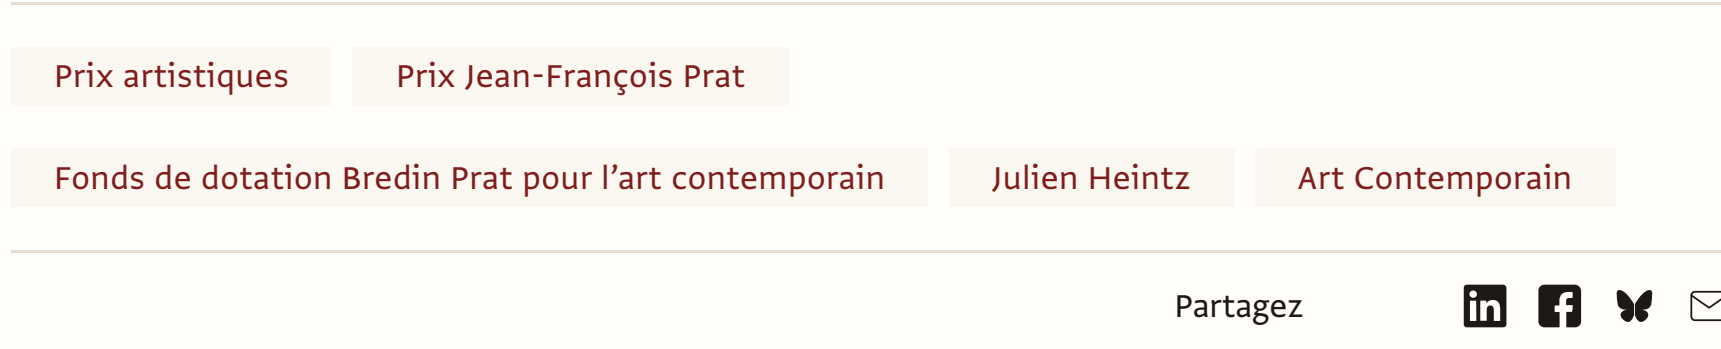 Prix artistiques Prix Jean-François Prat
Fonds de dotation Bredin Prat pour l’art contemporain Julien Heintz Art Contemporain
Partagez